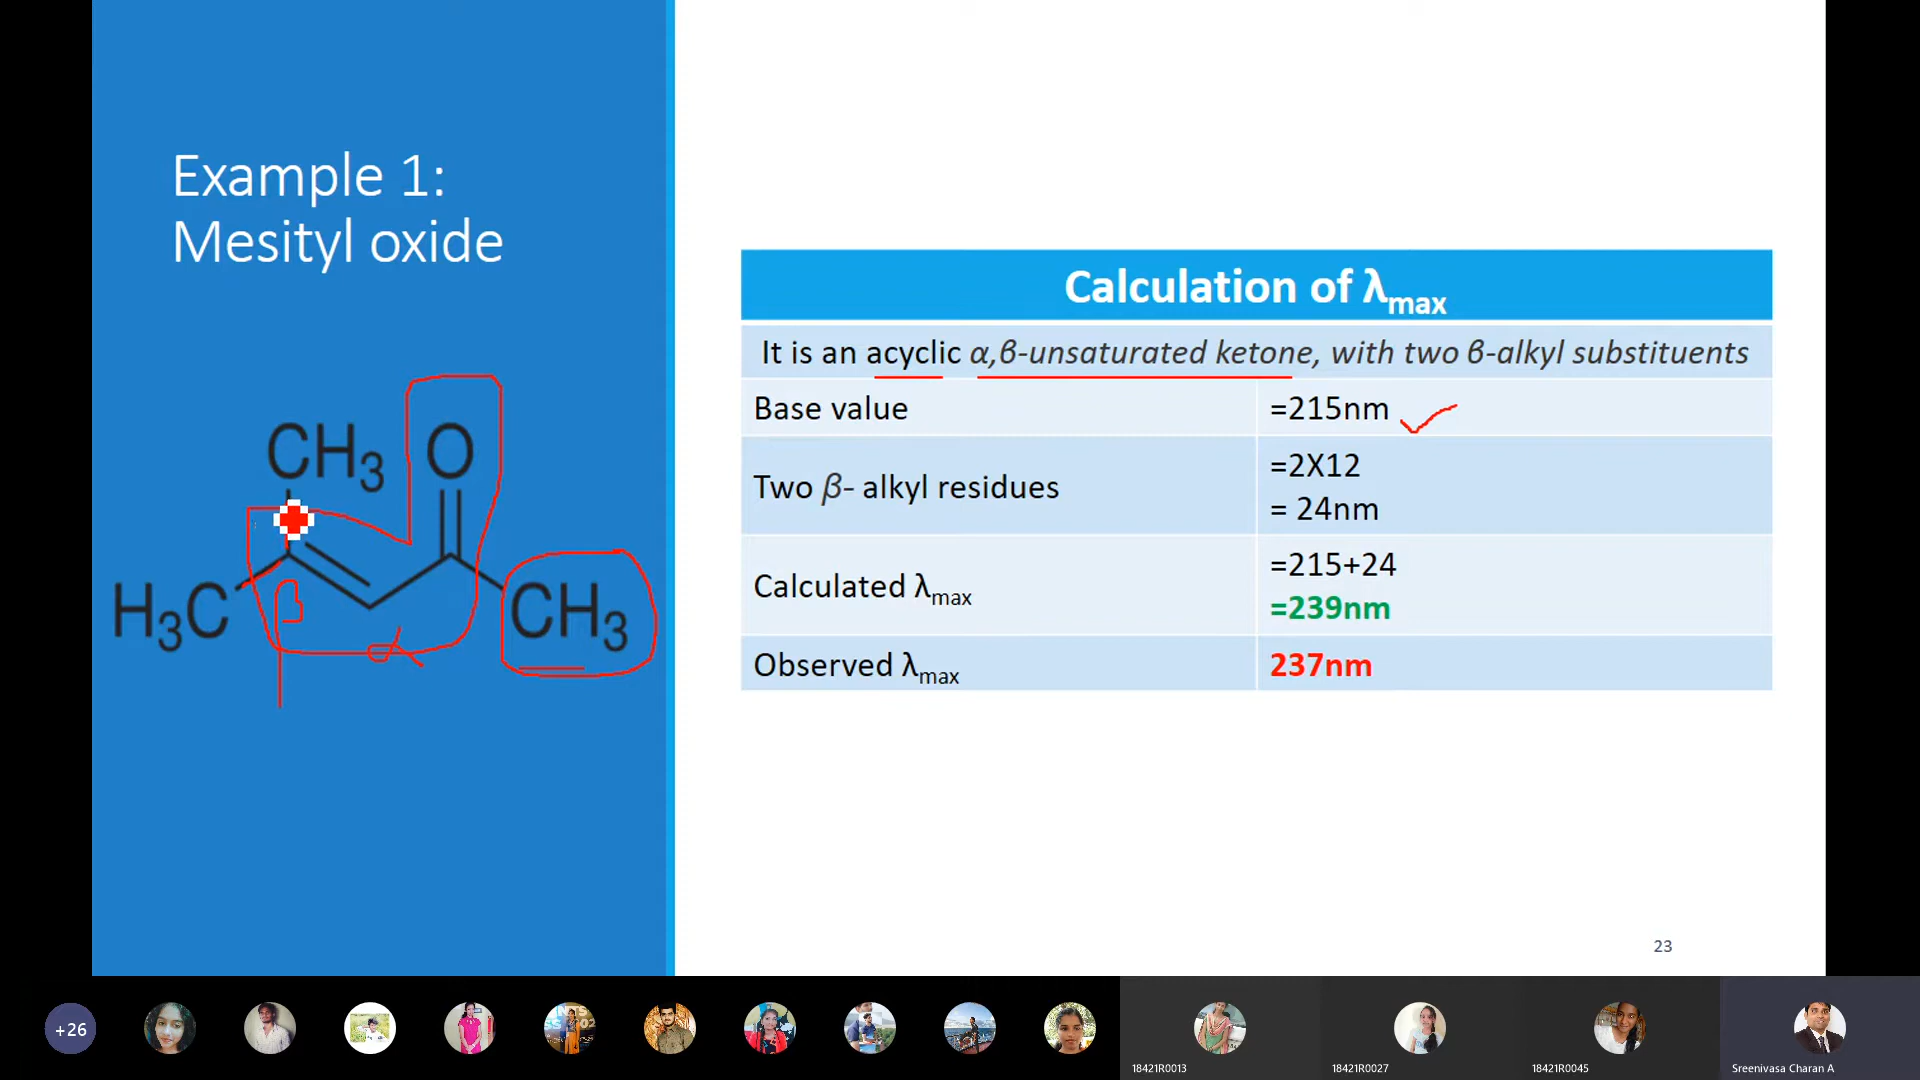 Example 1:
Mesityl oxide
CH3
O
H3C
CH3
β
α
Calculation of λmax
It is an acyclic α,β-unsaturated ketone, with two β-alkyl substituents
Base value
=215nm
Two β- alkyl residues
=2X12
= 24nm
Calculated λmax
=215+24
=239nm
Observed λmax
237nm
23
+26
18421R0013
18421R0027
18421R0045
Sreenivasa Charan A